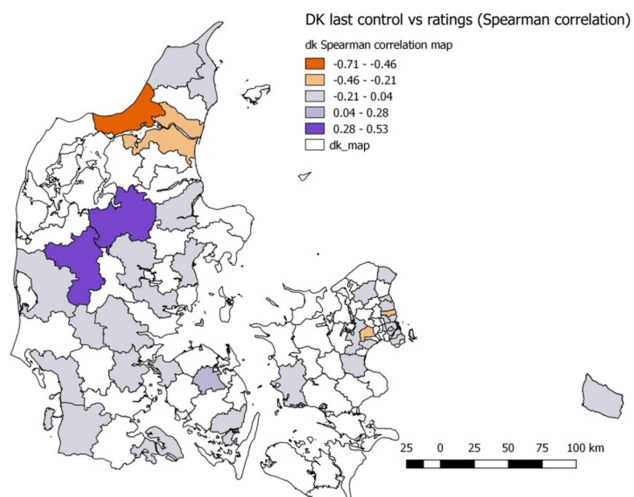 DK last control vs ratings (Spearman correlation)
dk Spearman correlation map
-0.71 - -0.46
-0.46 - -0.21
-0.21 - 0.04
0.04 - 0.28
0.28 - 0.53
dk_map
25 0 25 50 75 100 km